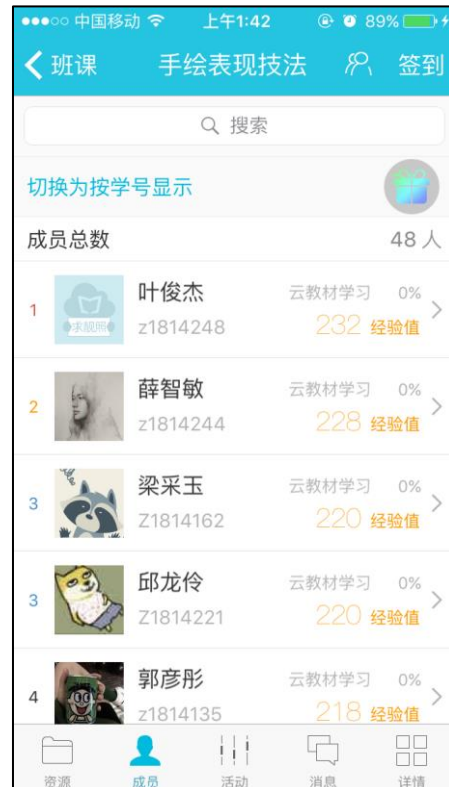 中国移动 上午1:42 89%
班课 手绘表现技法 签到
搜索
切换为按学号显示
成员总数 48 人
1 叶俊杰 云教材学习 0%
求靓照
z1814248 232 经验值
2 薛智敏 云教材学习 0%
z1814244 228 经验值
3 梁采玉 云教材学习 0%
Z1814162 220 经验值
3 邱龙伶 云教材学习 0%
Z1814221 220 经验值
4 郭彦彤 云教材学习 0%
z1814135 218 经验值
资源 成员 活动 消息 详情